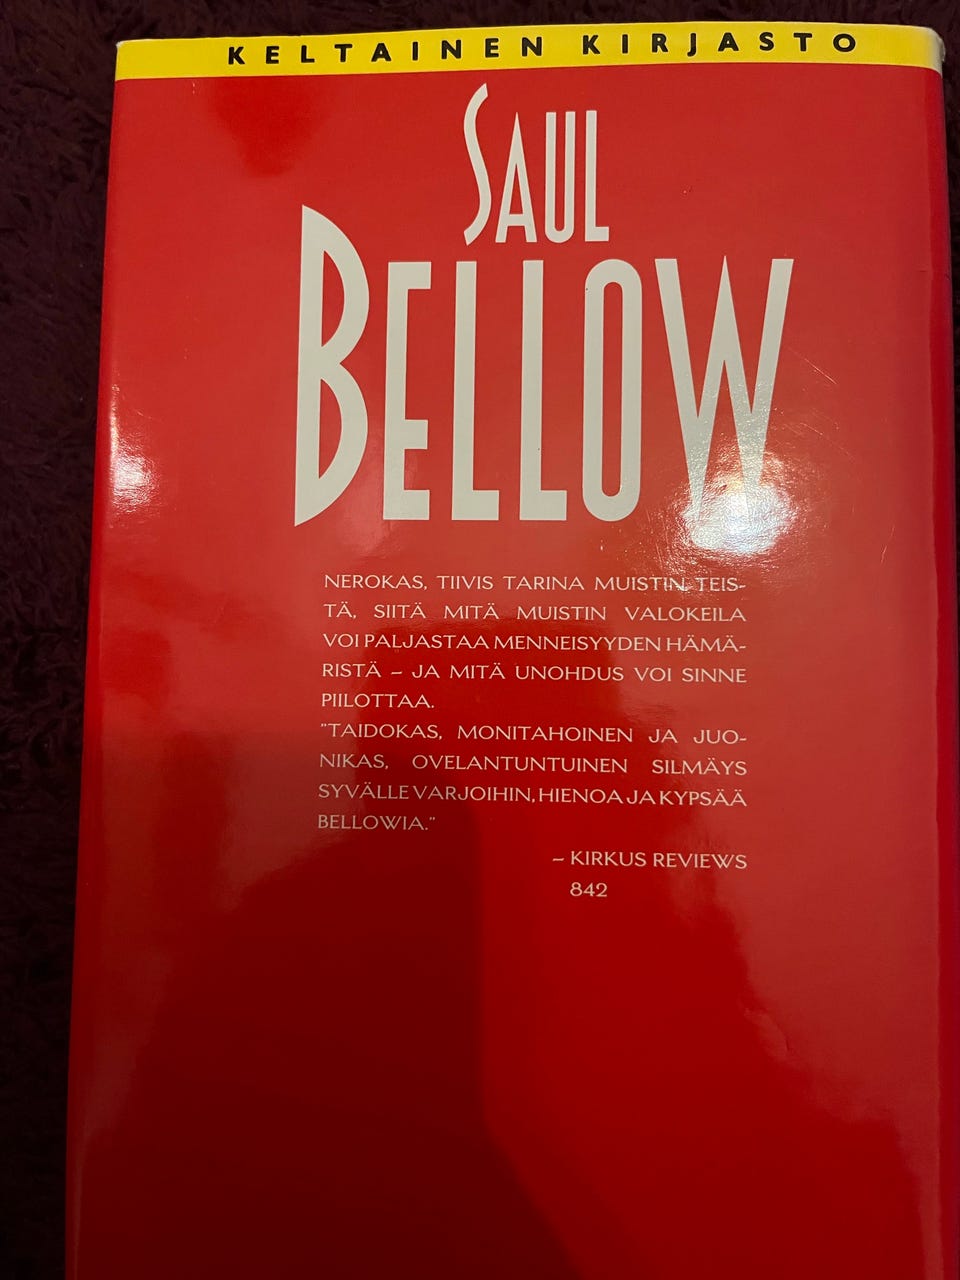 KELTAINEN KIRJASTO
SAUL
BELLOW
NEROKAS, TIIVIS TARINA MUISTIN TEIS-
TÄ, SIITÄ MITÄ MUISTIN VALOKEILA
VOI PALJASTAA MENNEISYYDEN HÄMÄ-
RISTÄ – JA MITÄ UNOHDUS VOI SINNE
PIILOTTAA.
"TAIDOKAS, MONITAHOINEN JA JUO-
NIKAS, OVELANTUNTUINEN SILMÄYS
SYVÄLLE VARJOIHIN, HIENOA JA KYPSÄÄ
BELLOWIA."
– KIRKUS REVIEWS
842